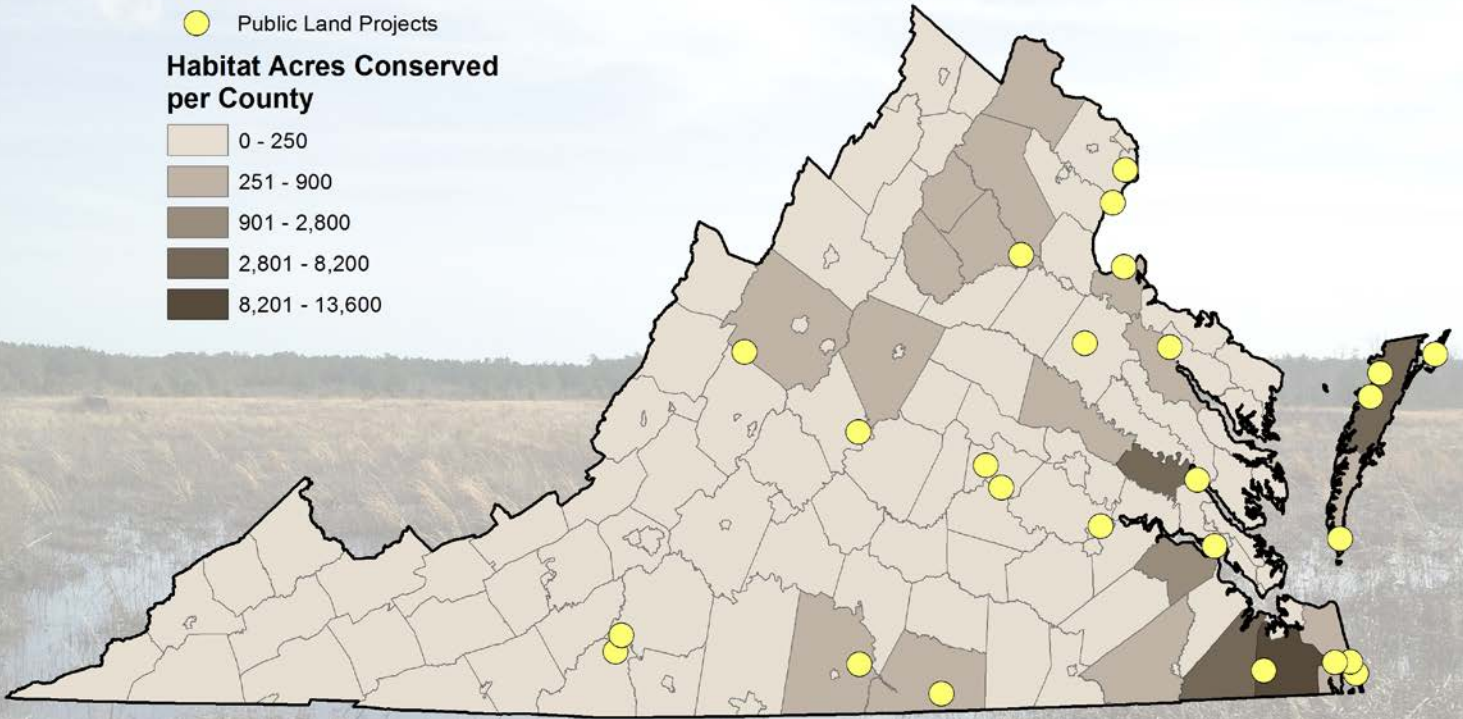 Public Land Projects
Habitat Acres Conserved
per County
0 - 250
251 - 900
901 - 2,800
2,801 - 8,200
8,201 - 13,600